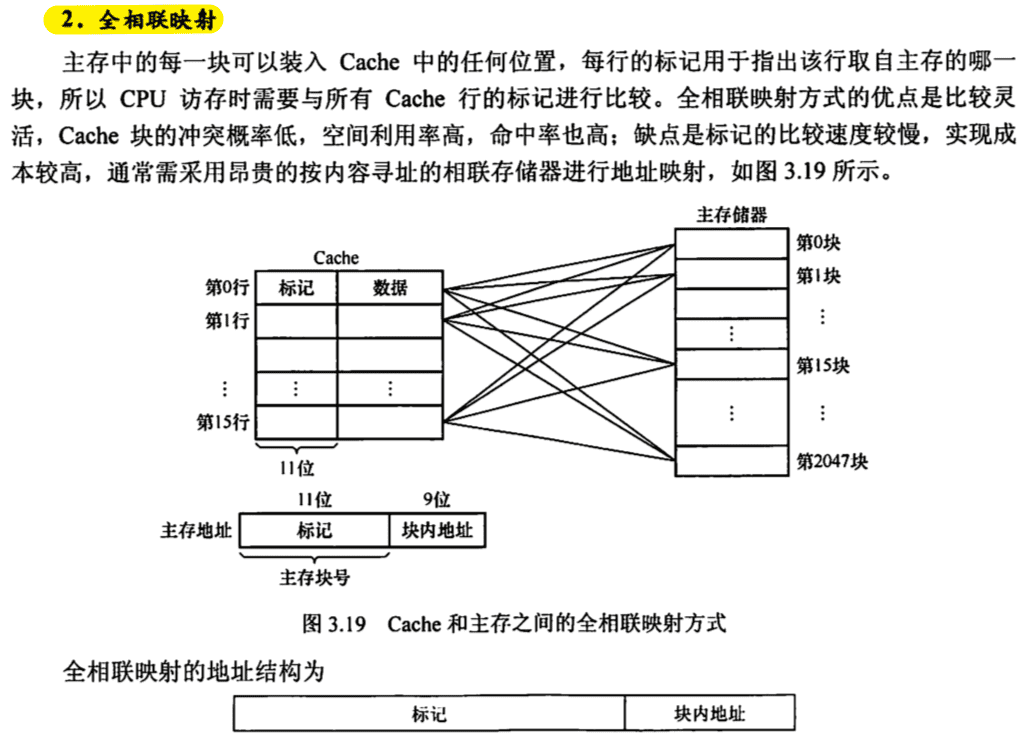 2．全相联映射
主存中的每一块可以装入 Cache 中的任何位置，每行的标记用于指出该行取自主存的哪一
块，所以 CPU 访存时需要与所有 Cache 行的标记进行比较。全相联映射方式的优点是比较灵
活，Cache 块的冲突概率低，空间利用率高，命中率也高；缺点是标记的比较速度较慢，实现成
本较高，通常需采用昂贵的按内容寻址的相联存储器进行地址映射，如图 3.19 所示。
主存储器
Cache
第0行 标记 数据
第1行
⋮ ⋮ ⋮
第15行
11位
第0块
第1块
⋮
⋮
第15块
⋮ ⋮
第2047块
11位 9位
主存地址 标记 块内地址
主存块号
图 3.19 Cache 和主存之间的全相联映射方式
全相联映射的地址结构为
标记 块内地址